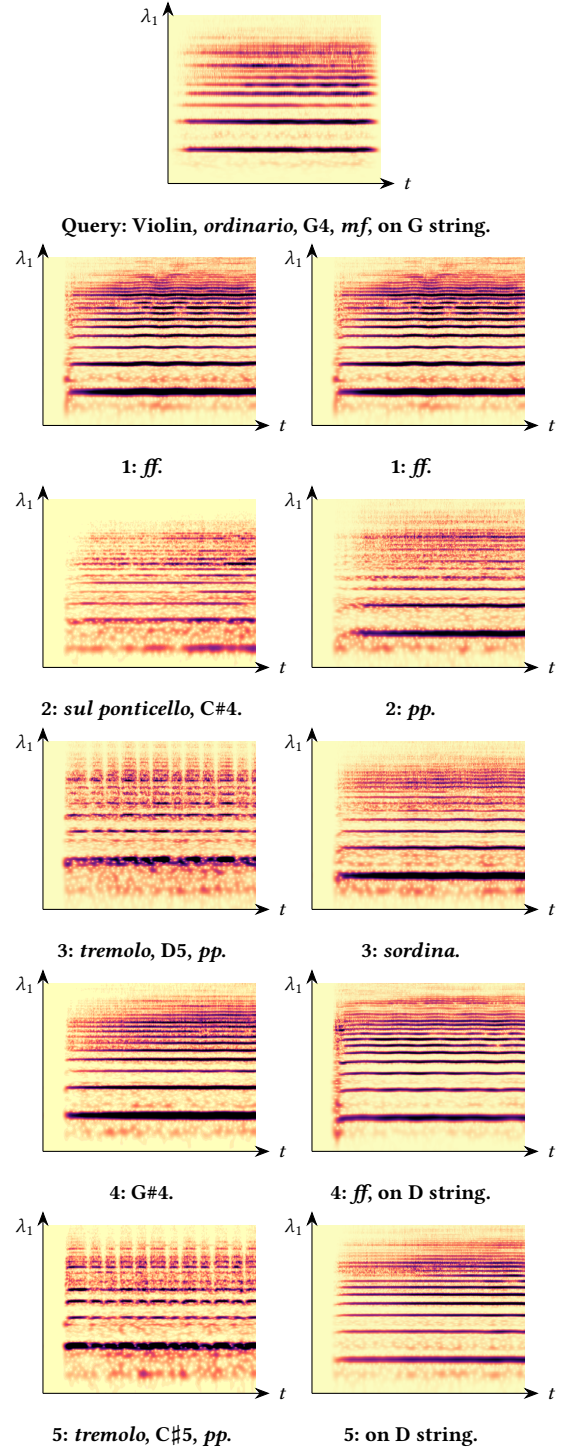 λ1
t
Query: Violin, ordinario, G4, mf, on G string.
λ1 t λ1 t
1: ff. 1: ff.
λ1 t λ1 t
2: sul ponticello, C#4. 2: pp.
λ1 t λ1 t
3: tremolo, D5, pp. 3: sordina.
λ1 t λ1 t
4: G#4. 4: ff, on D string.
λ1 t λ1 t
5: tremolo, C♯5, pp. 5: on D string.